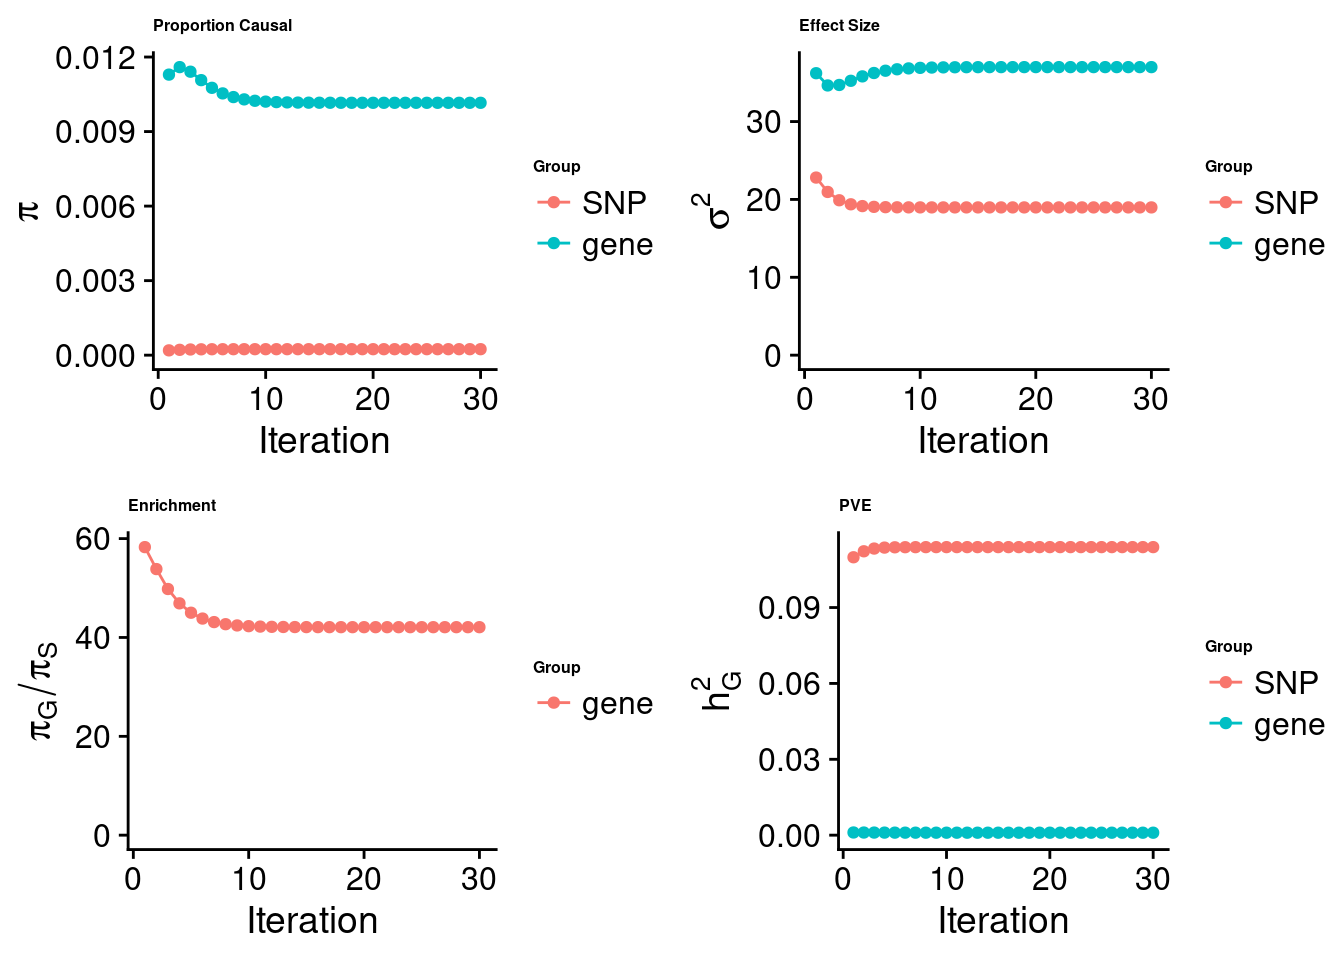 Proportion Causal
0.012
0.009
0.006
0.003
0.000
π
0 10 20 30
Iteration
Group
SNP
gene
Effect Size
30
20
10
0
σ²
0 10 20 30
Iteration
Group
SNP
gene
Enrichment
60
40
20
0
π_G/π_S
0 10 20 30
Iteration
Group
gene
PVE
0.09
0.06
0.03
0.00
h²_G
0 10 20 30
Iteration
Group
SNP
gene